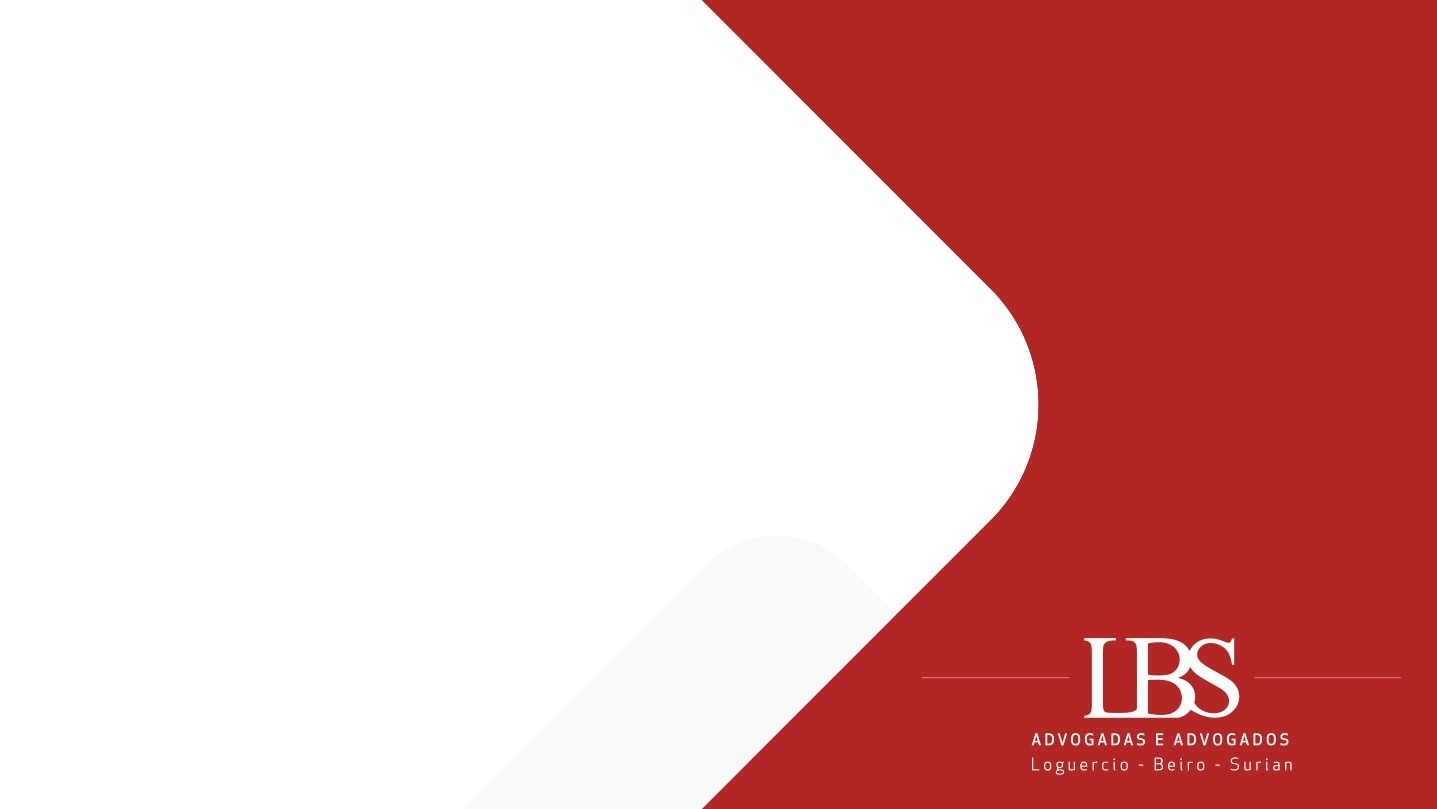 LBS
ADVOGADAS E ADVOGADOS
Loguercio - Beiro - Surian